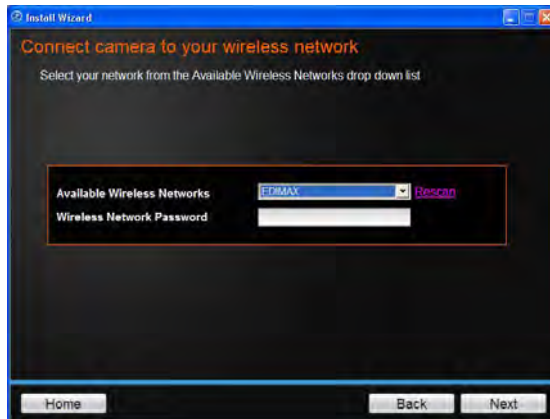 Install Wizard
Connect camera to your wireless network
Select your network from the Available Wireless Networks drop down list
Available Wireless Networks EDIMAX Rescan
Wireless Network Password
Home Back Next